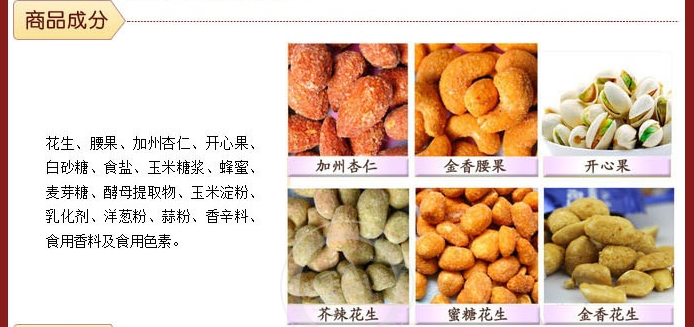 商品成分
花生、腰果、加州杏仁、开心果、
白砂糖、食盐、玉米糖浆、蜂蜜、
麦芽糖、酵母提取物、玉米淀粉、
乳化剂、洋葱粉、蒜粉、香辛料、
食用香料及食用色素。
加州杏仁
金香腰果
开心果
芥辣花生
蜜糖花生
金香花生